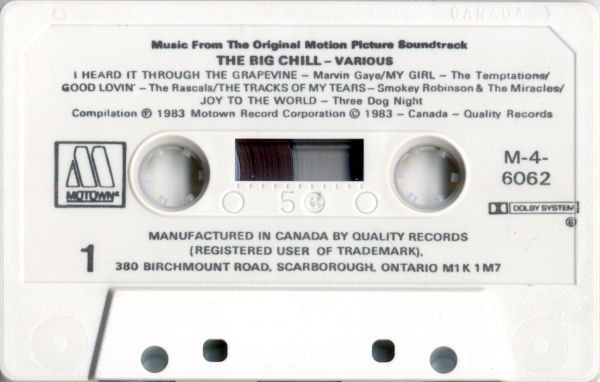 CANADA
Music From The Original Motion Picture Soundtrack
THE BIG CHILL – VARIOUS
I HEARD IT THROUGH THE GRAPEVINE – Marvin Gaye/MY GIRL – The Temptations/
GOOD LOVIN' – The Rascals/THE TRACKS OF MY TEARS – Smokey Robinson & The Miracles/
JOY TO THE WORLD – Three Dog Night
Compilation ℗ 1983 Motown Record Corporation © 1983 – Canada – Quality Records
MOTOWN
M-4-
6062
5
DOLBY SYSTEM
®
MANUFACTURED IN CANADA BY QUALITY RECORDS
(REGISTERED USER OF TRADEMARK),
1
380 BIRCHMOUNT ROAD, SCARBOROUGH, ONTARIO M1K 1M7